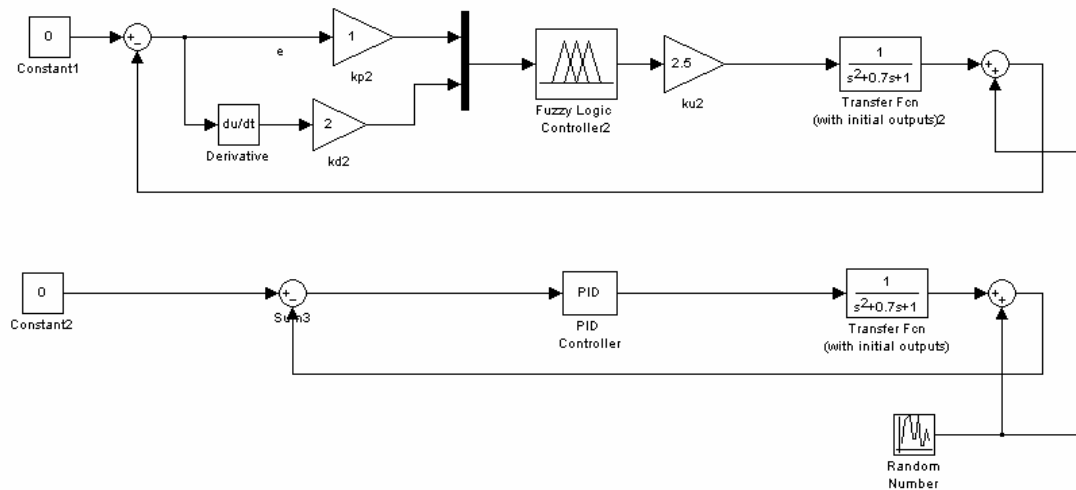 0
Constant1
e
1
kp2
du/dt
Derivative
2
kd2
Fuzzy Logic
Controller2
2.5
ku2
1
s²+0.7s+1
Transfer Fcn
(with initial outputs)2
0
Constant2
Sum3
PID
PID
Controller
1
s²+0.7s+1
Transfer Fcn
(with initial outputs)
Random
Number